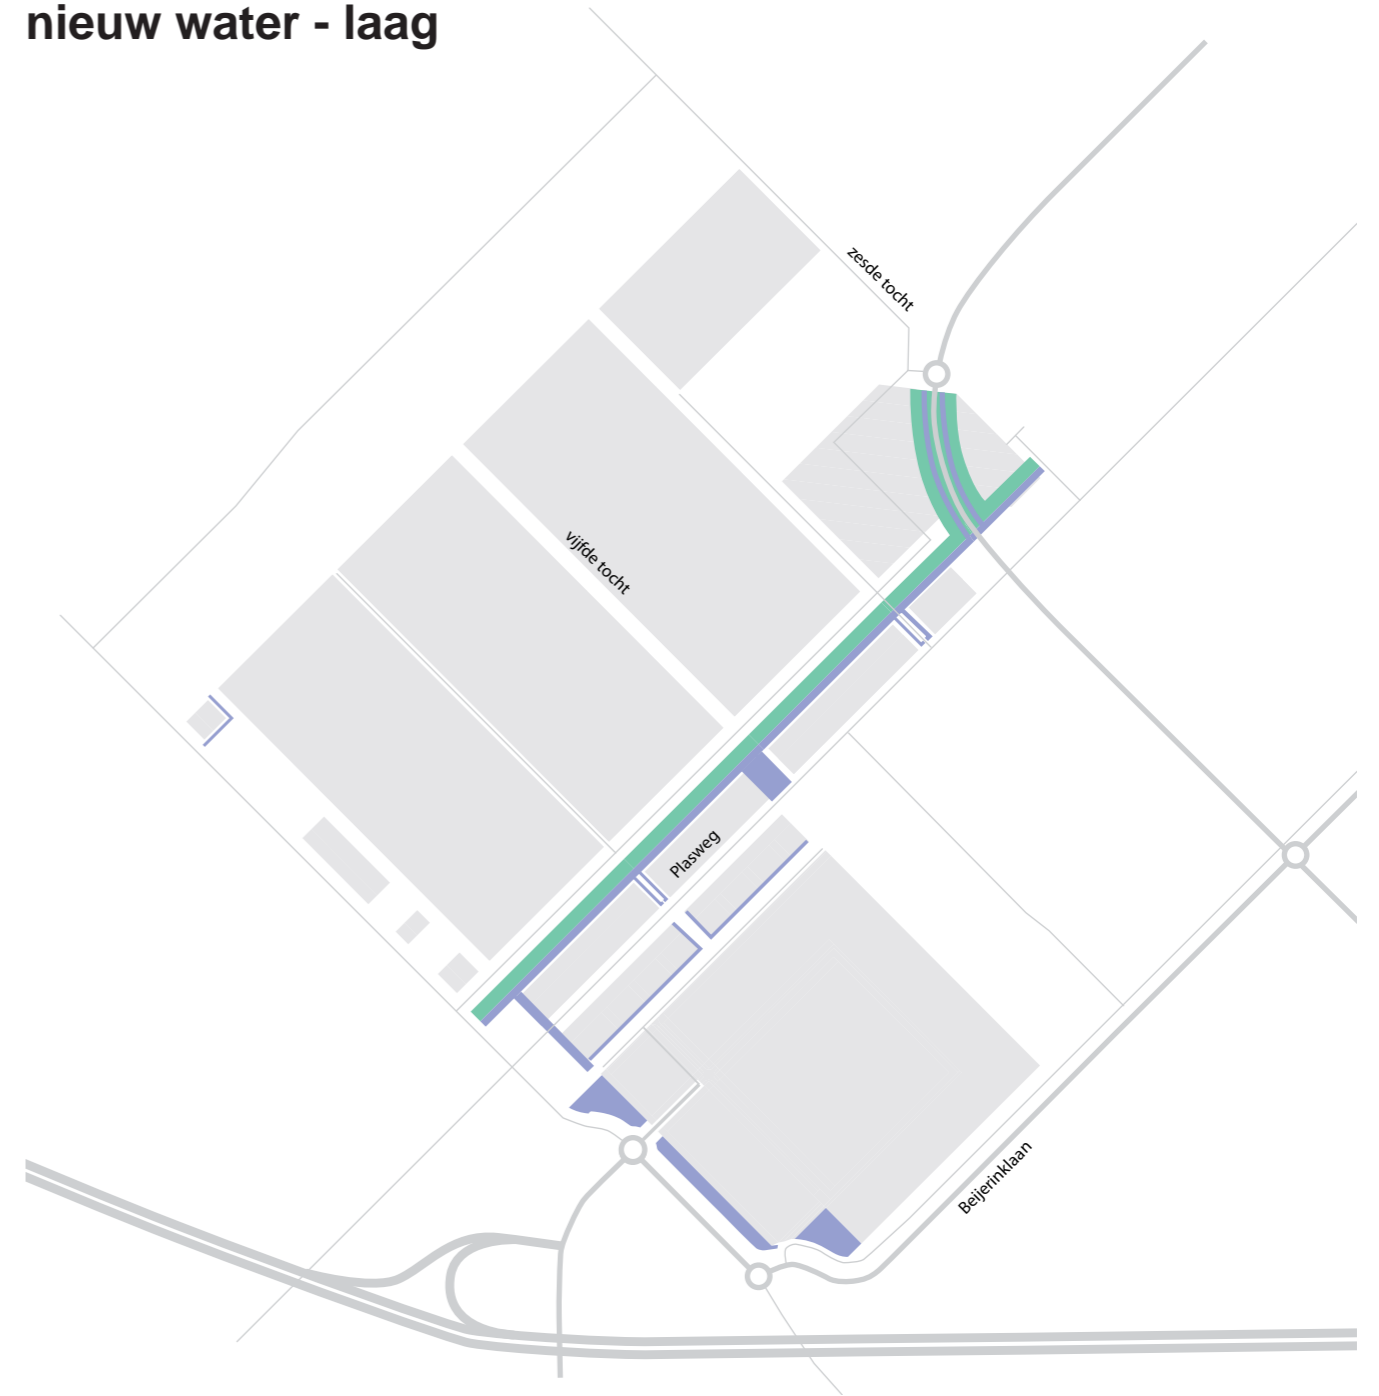 nieuw water - laag
zesde tocht
vijfde tocht
Plasweg
Beijerinklaan